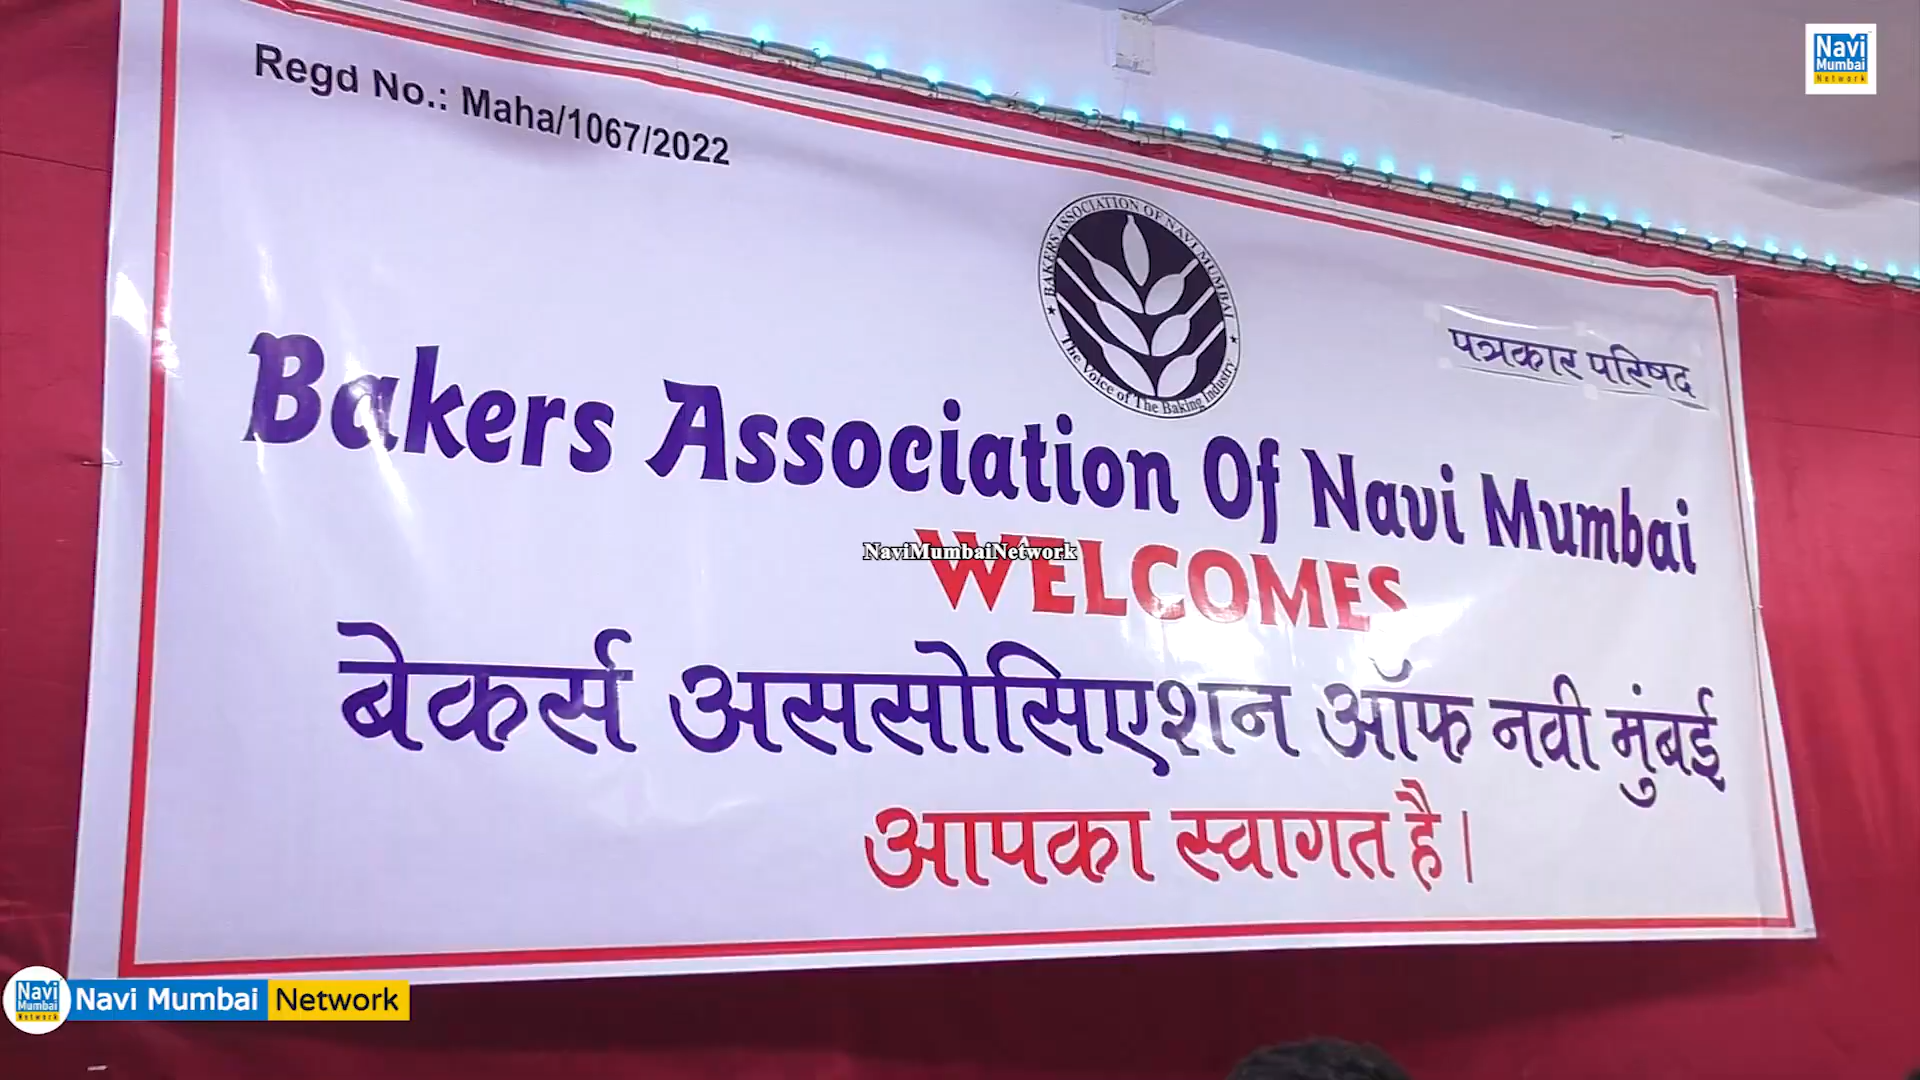 Navi
Mumbai
Network
Regd No.: Maha/1067/2022
BAKERS ASSOCIATION OF NAVI MUMBAI
The Voice of The Baking Industry
पत्रकार परिषद
Bakers Association Of Navi Mumbai
NaviMumbaiNetwork
WELCOMES
बेकर्स अससोसिएशन ऑफ नवी मुंबई
आपका स्वागत है।
Navi
Mumbai
Network
Navi Mumbai Network